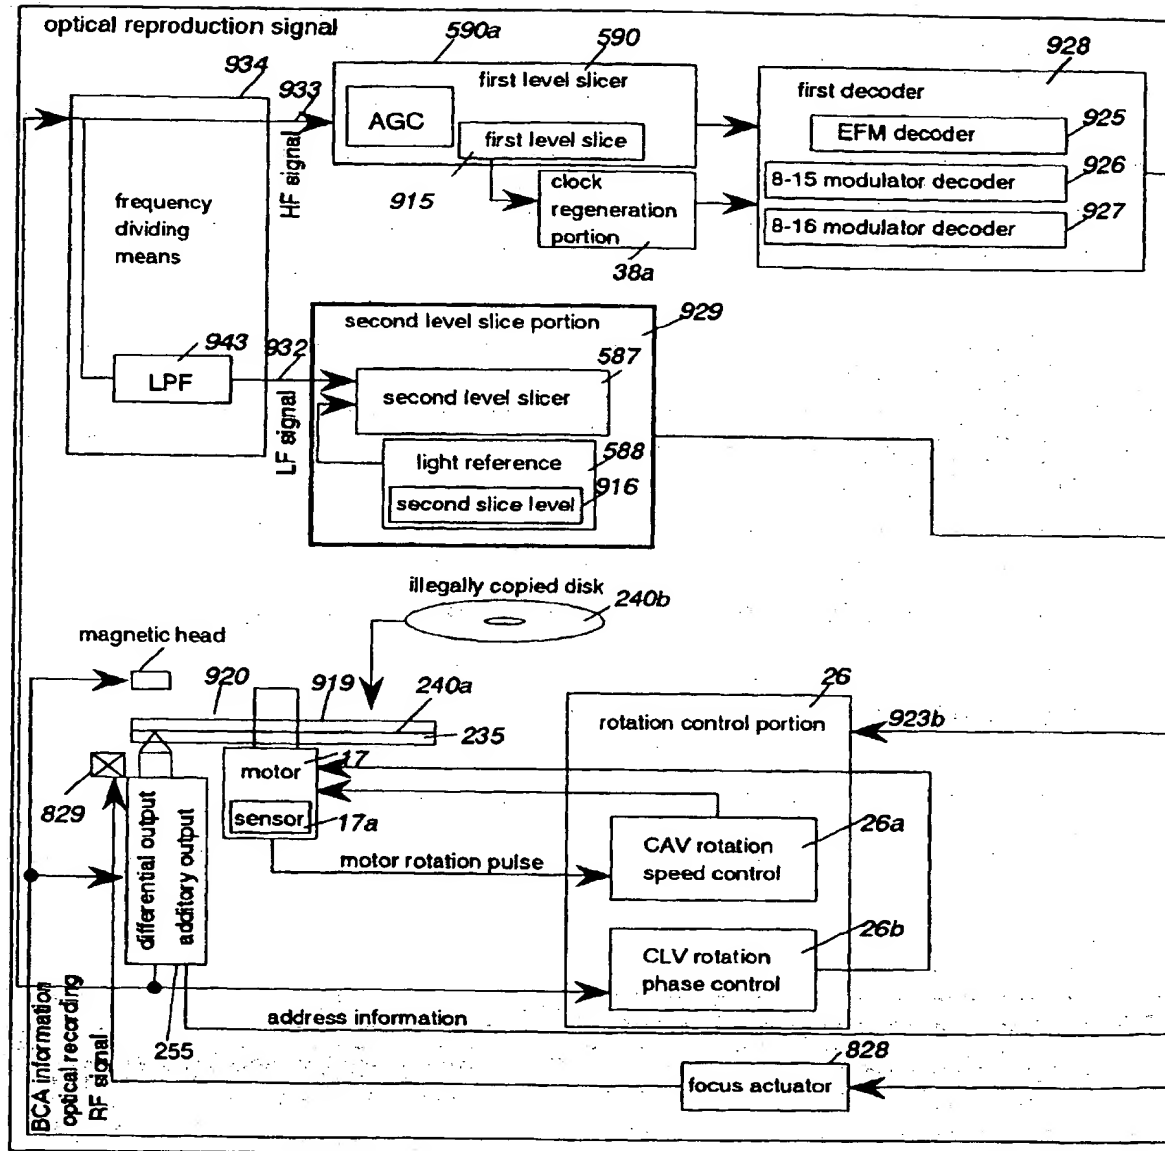 optical reproduction signal
590a
590
928
934
933
first level slicer
first decoder
AGC
EFM decoder
925
HF signal
first level slice
915
8-15 modulator decoder
926
clock
regeneration
portion
8-16 modulator decoder
927
frequency
dividing
means
38a
second level slice portion
929
943
932
587
LPF
second level slicer
LF signal
light reference
588
916
second slice level
illegally copied disk
240b
magnetic head
920
919
240a
26
rotation control portion
923b
235
motor
17
829
sensor
17a
26a
CAV rotation
speed control
differential output
additory output
motor rotation pulse
26b
CLV rotation
phase control
address information
255
BCA information
optical recording
RF signal
828
focus actuator